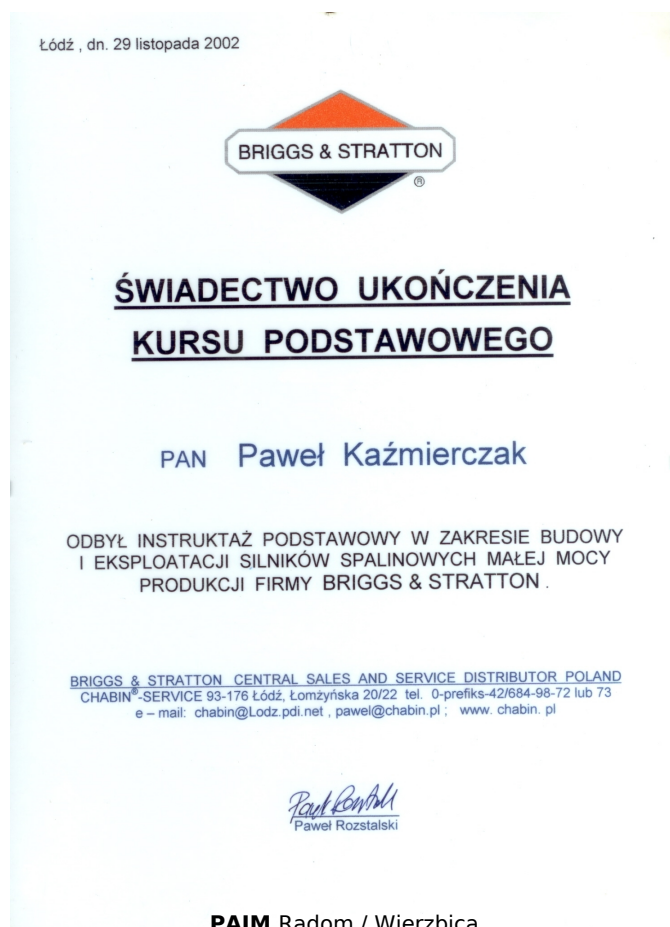 Łódź , dn. 29 listopada 2002
BRIGGS & STRATTON
®
ŚWIADECTWO UKOŃCZENIA
KURSU PODSTAWOWEGO
PAN Paweł Kaźmierczak
ODBYŁ INSTRUKTAŻ PODSTAWOWY W ZAKRESIE BUDOWY
I EKSPLOATACJI SILNIKÓW SPALINOWYCH MAŁEJ MOCY
PRODUKCJI FIRMY BRIGGS & STRATTON .
BRIGGS & STRATTON CENTRAL SALES AND SERVICE DISTRIBUTOR POLAND
CHABIN®-SERVICE 93-176 Łódź, Łomżyńska 20/22 tel. 0-prefiks-42/684-98-72 lub 73
e – mail: chabin@Lodz.pdi.net , pawel@chabin.pl ; www. chabin. pl
Paweł Rozstalski
PAIM Radom / Wierzbica